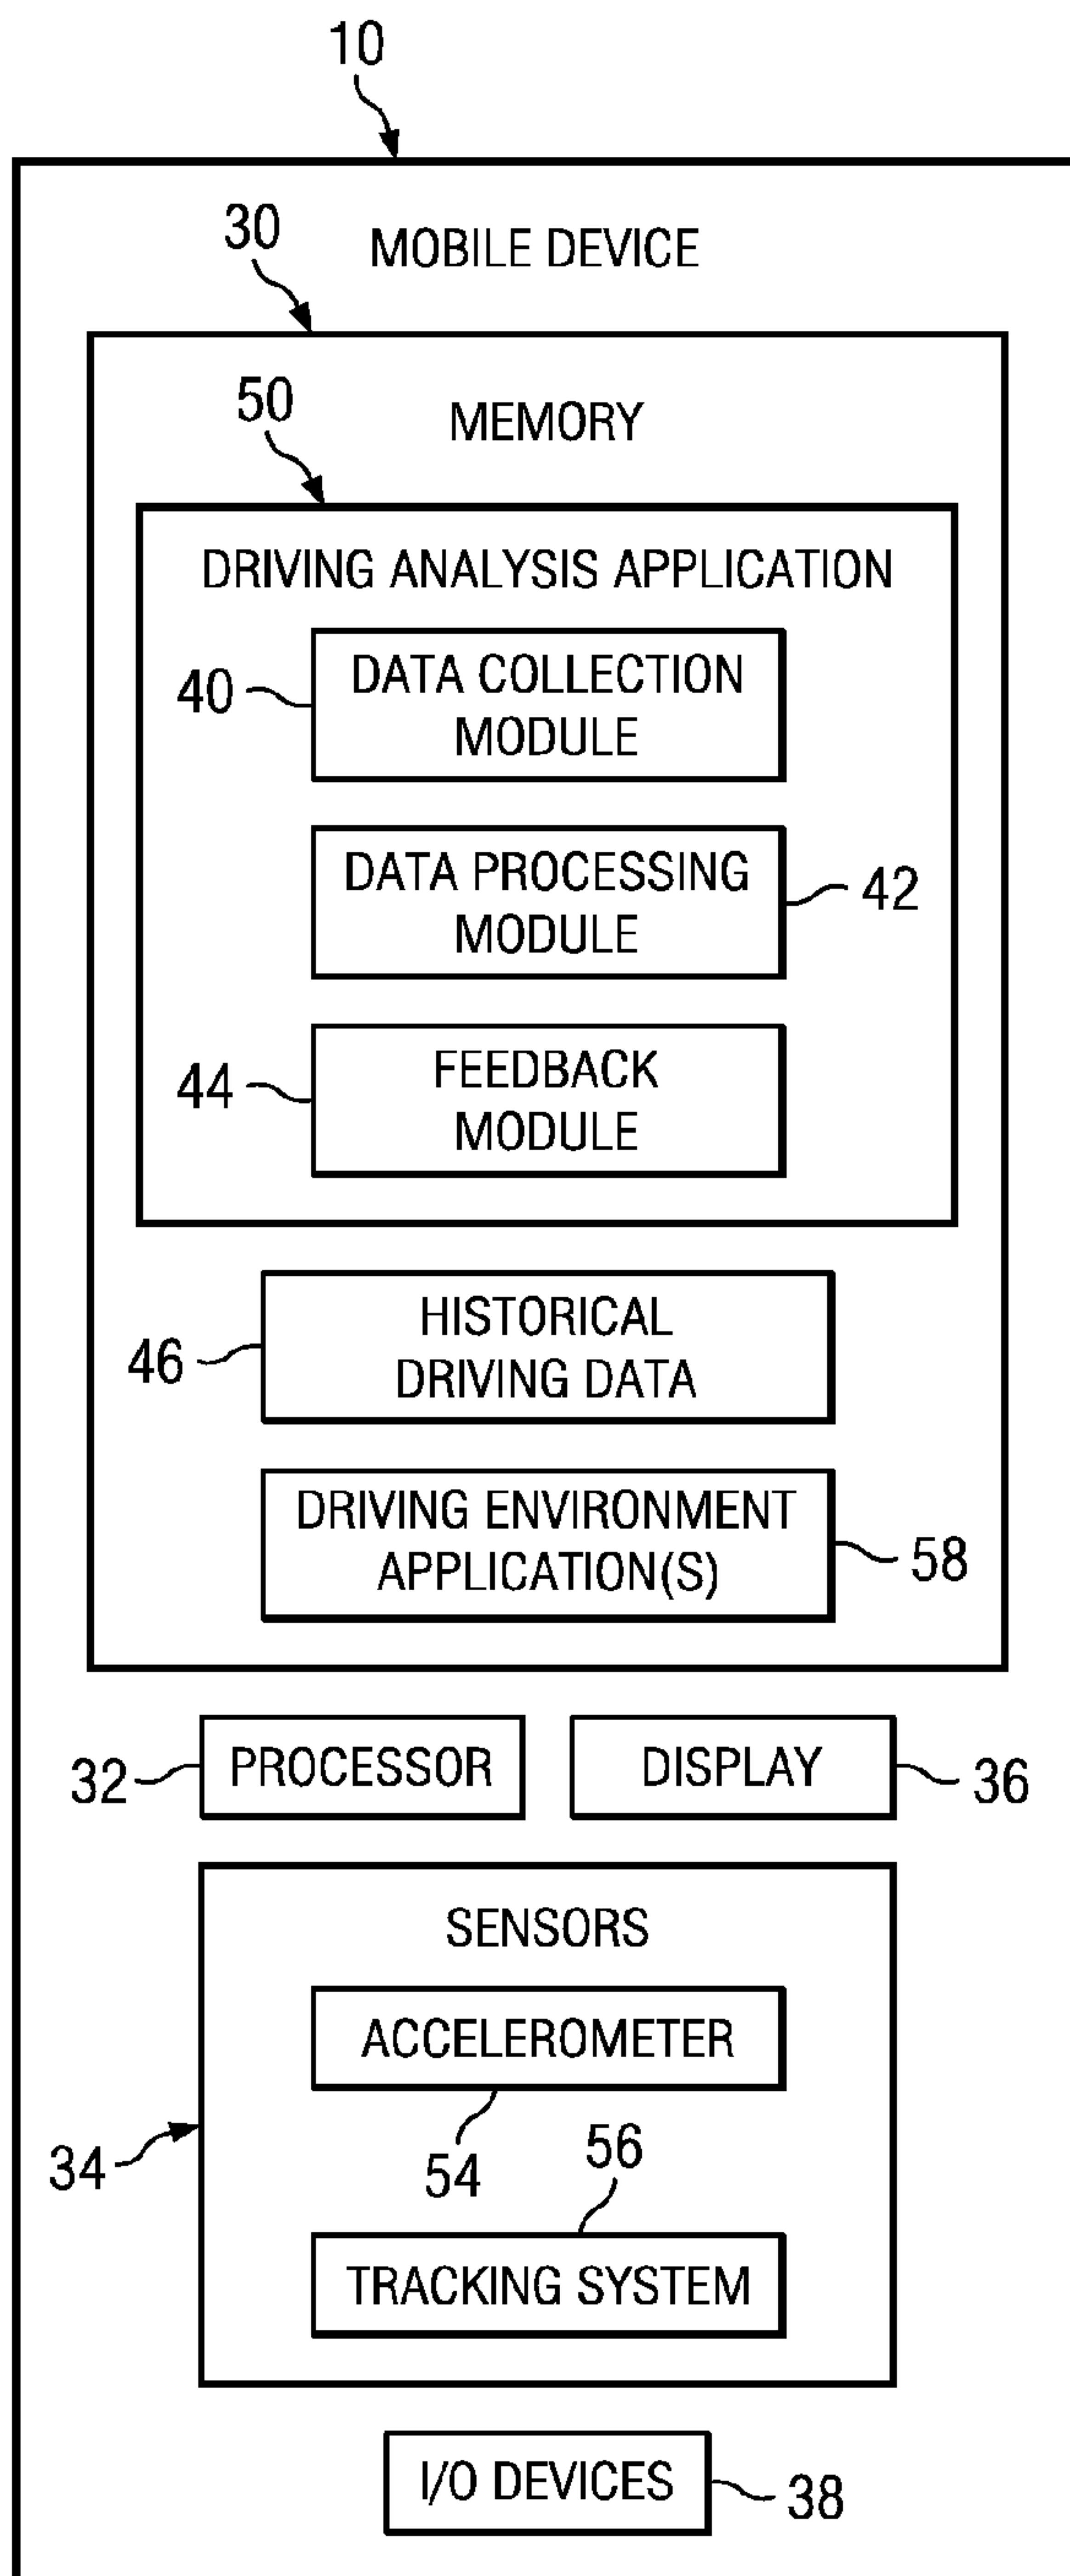 10
30
MOBILE DEVICE
50
MEMORY
DRIVING ANALYSIS APPLICATION
40
DATA COLLECTION
MODULE
DATA PROCESSING
MODULE
42
44
FEEDBACK
MODULE
46
HISTORICAL
DRIVING DATA
DRIVING ENVIRONMENT
APPLICATION(S)
58
32
PROCESSOR
DISPLAY
36
SENSORS
ACCELEROMETER
34
54
56
TRACKING SYSTEM
I/O DEVICES
38